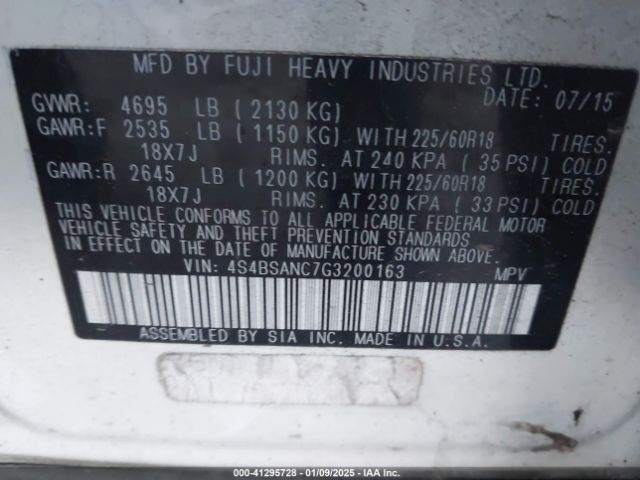 MFD BY FUJI HEAVY INDUSTRIES LTD.
DATE: 07/15
GVWR: 4695 LB ( 2130 KG)
GAWR:F 2535 LB ( 1150 KG) WITH 225/60R18 TIRES.
18X7J RIMS. AT 240 KPA ( 35 PSI) COLD
GAWR:R 2645 LB ( 1200 KG) WITH 225/60R18 TIRES.
18X7J RIMS. AT 230 KPA ( 33 PSI) COLD
THIS VEHICLE CONFORMS TO ALL APPLICABLE FEDERAL MOTOR
VEHICLE SAFETY AND THEFT PREVENTION STANDARDS
IN EFFECT ON THE DATE OF MANUFACTURE SHOWN ABOVE.
VIN: 4S4BSANC7G3200163 MPV
ASSEMBLED BY SIA INC. MADE IN U.S.A.
000-41295728 - 01/09/2025 - IAA Inc.